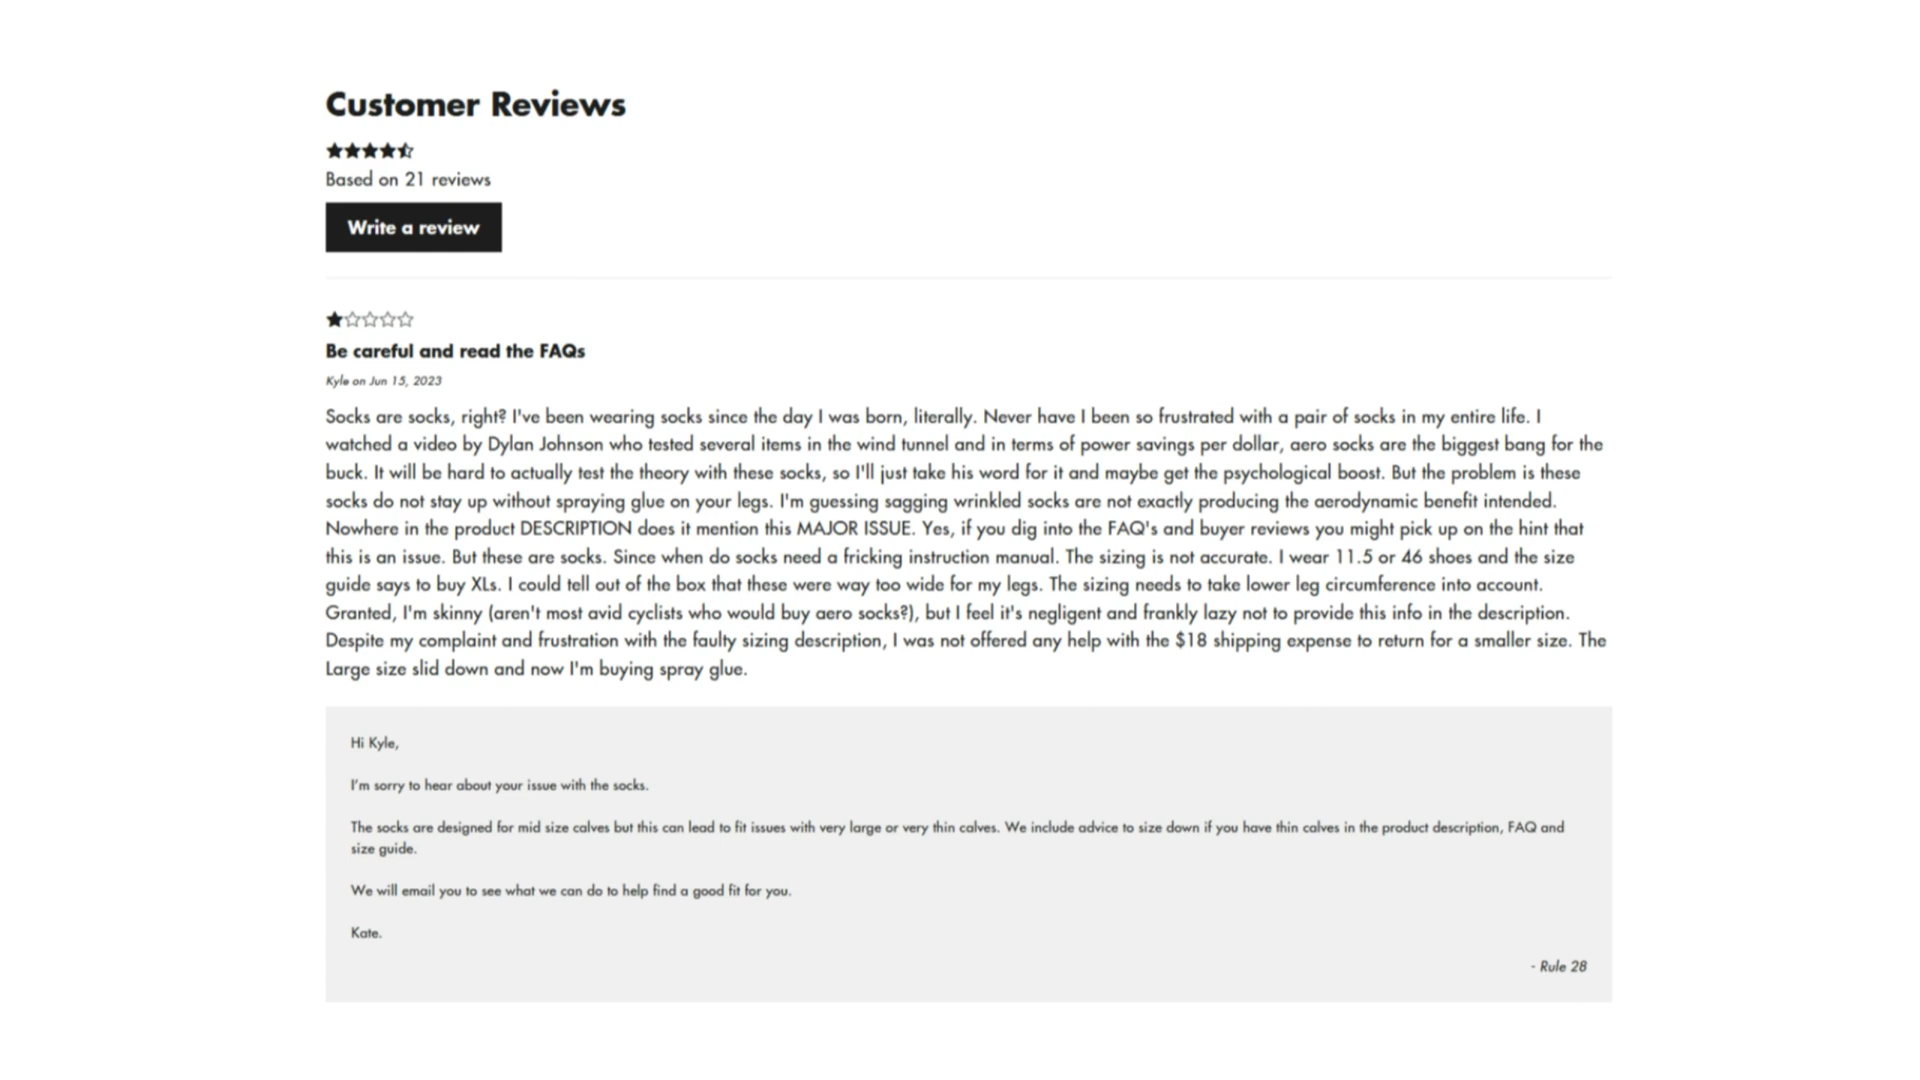 Customer Reviews
Based on 21 reviews
Write a review
Be careful and read the FAQs
Kyle on Jun 15, 2023
Socks are socks, right? I've been wearing socks since the day I was born, literally. Never have I been so frustrated with a pair of socks in my entire life. I
watched a video by Dylan Johnson who tested several items in the wind tunnel and in terms of power savings per dollar, aero socks are the biggest bang for the
buck. It will be hard to actually test the theory with these socks, so I'll just take his word for it and maybe get the psychological boost. But the problem is these
socks do not stay up without spraying glue on your legs. I'm guessing sagging wrinkled socks are not exactly producing the aerodynamic benefit intended.
Nowhere in the product DESCRIPTION does it mention this MAJOR ISSUE. Yes, if you dig into the FAQ's and buyer reviews you might pick up on the hint that
this is an issue. But these are socks. Since when do socks need a fricking instruction manual. The sizing is not accurate. I wear 11.5 or 46 shoes and the size
guide says to buy XLs. I could tell out of the box that these were way too wide for my legs. The sizing needs to take lower leg circumference into account.
Granted, I'm skinny (aren't most avid cyclists who would buy aero socks?), but I feel it's negligent and frankly lazy not to provide this info in the description.
Despite my complaint and frustration with the faulty sizing description, I was not offered any help with the $18 shipping expense to return for a smaller size. The
Large size slid down and now I'm buying spray glue.
Hi Kyle,
I'm sorry to hear about your issue with the socks.
The socks are designed for mid size calves but this can lead to fit issues with very large or very thin calves. We include advice to size down if you have thin calves in the product description, FAQ and
size guide.
We will email you to see what we can do to help find a good fit for you.
Kate.
- Rule 28